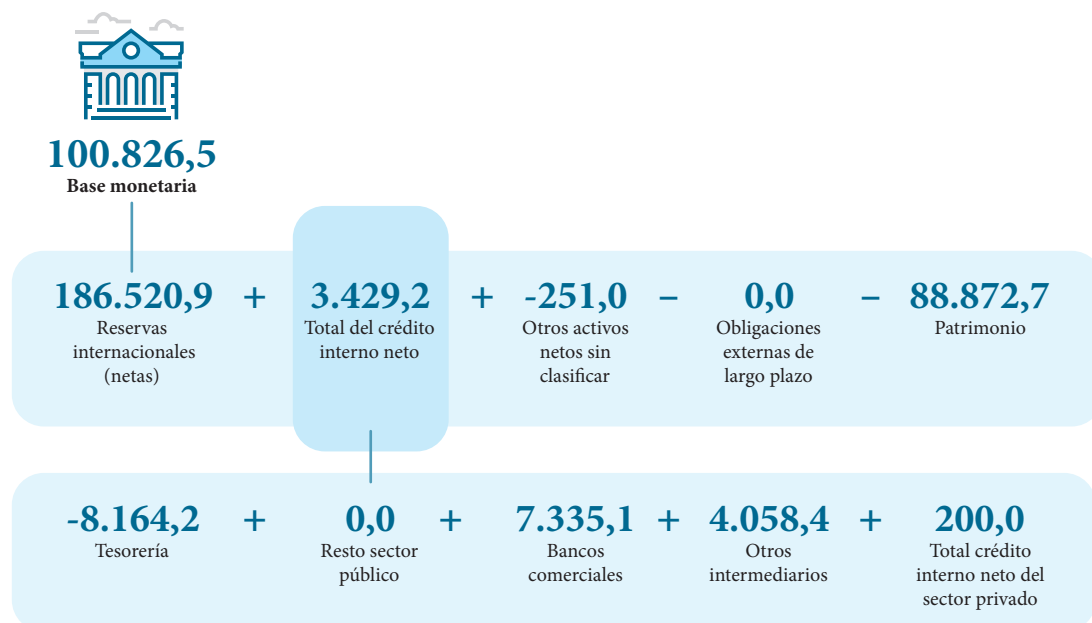 100.826,5
Base monetaria
186.520,9 + 3.429,2 + -251,0 – 0,0 – 88.872,7
Reservas
internacionales
(netas)
Total del crédito
interno neto
Otros activos
netos sin
clasificar
Obligaciones
externas de
largo plazo
Patrimonio
-8.164,2 + 0,0 + 7.335,1 + 4.058,4 + 200,0
Tesorería
Resto sector
público
Bancos
comerciales
Otros
intermediarios
Total crédito
interno neto del
sector privado